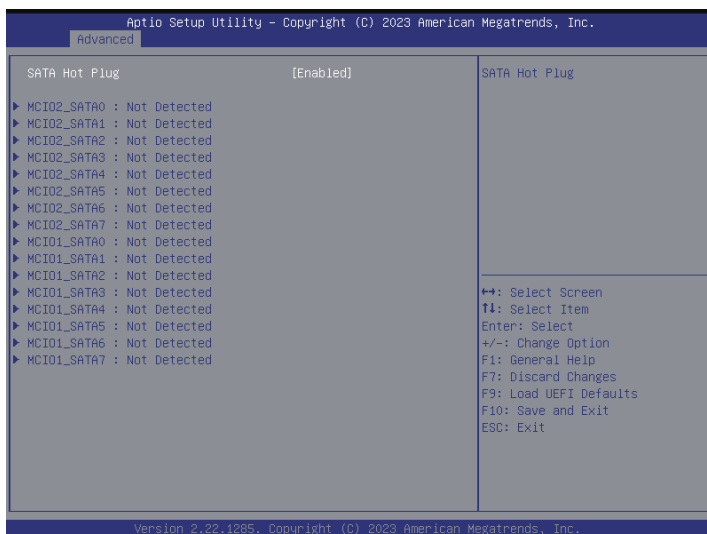 Aptio Setup Utility – Copyright (C) 2023 American Megatrends, Inc.
Advanced
SATA Hot Plug [Enabled]
MCIO2_SATA0 : Not Detected
MCIO2_SATA1 : Not Detected
MCIO2_SATA2 : Not Detected
MCIO2_SATA3 : Not Detected
MCIO2_SATA4 : Not Detected
MCIO2_SATA5 : Not Detected
MCIO2_SATA6 : Not Detected
MCIO2_SATA7 : Not Detected
MCIO1_SATA0 : Not Detected
MCIO1_SATA1 : Not Detected
MCIO1_SATA2 : Not Detected
MCIO1_SATA3 : Not Detected
MCIO1_SATA4 : Not Detected
MCIO1_SATA5 : Not Detected
MCIO1_SATA6 : Not Detected
MCIO1_SATA7 : Not Detected
SATA Hot Plug
↔: Select Screen
↑↓: Select Item
Enter: Select
+/-: Change Option
F1: General Help
F7: Discard Changes
F9: Load UEFI Defaults
F10: Save and Exit
ESC: Exit
Version 2.22.1285. Copyright (C) 2023 American Megatrends, Inc.